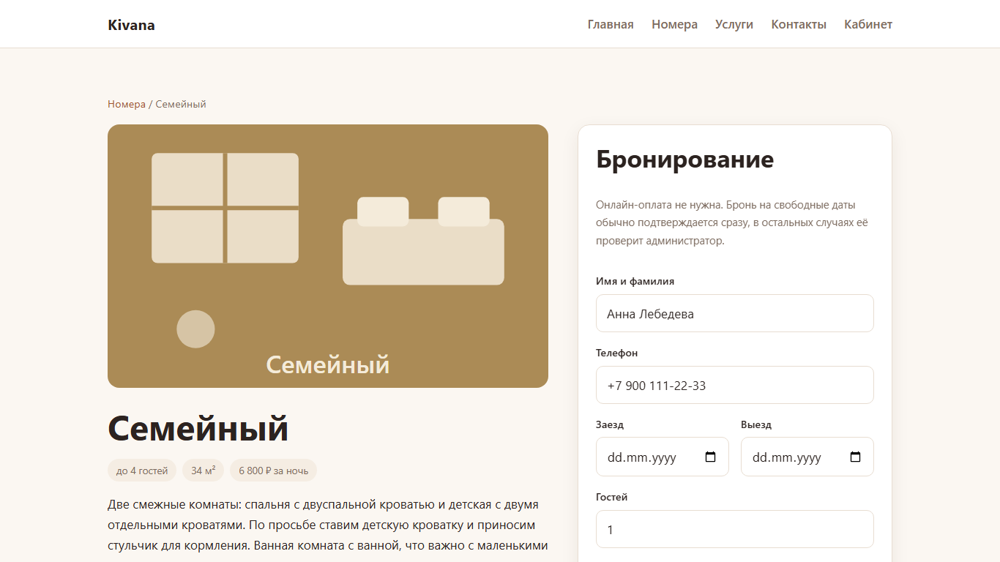 Kivana
Главная Номера Услуги Контакты Кабинет
Номера / Семейный
Семейный
Семейный
до 4 гостей 34 м² 6 800 ₽ за ночь
Две смежные комнаты: спальня с двуспальной кроватью и детская с двумя
отдельными кроватями. По просьбе ставим детскую кроватку и приносим
стульчик для кормления. Ванная комната с ванной, что важно с маленькими
Бронирование
Онлайн-оплата не нужна. Бронь на свободные даты
обычно подтверждается сразу, в остальных случаях её
проверит администратор.
Имя и фамилия
Анна Лебедева
Телефон
+7 900 111-22-33
Заезд Выезд
dd.mm.yyyy dd.mm.yyyy
Гостей
1